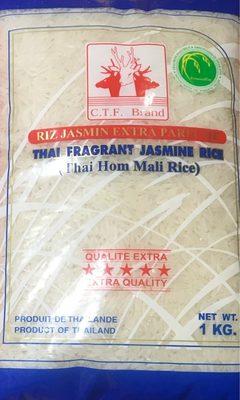 C.T.F. Brand
RIZ JASMIN EXTRA PARFUMÉ
THAI FRAGRANT JASMINE RICE
(Thai Hom Mali Rice)
QUALITE EXTRA
EXTRA QUALITY
PRODUIT DE THAILANDE
PRODUCT OF THAILAND
NET WT.
1 KG.